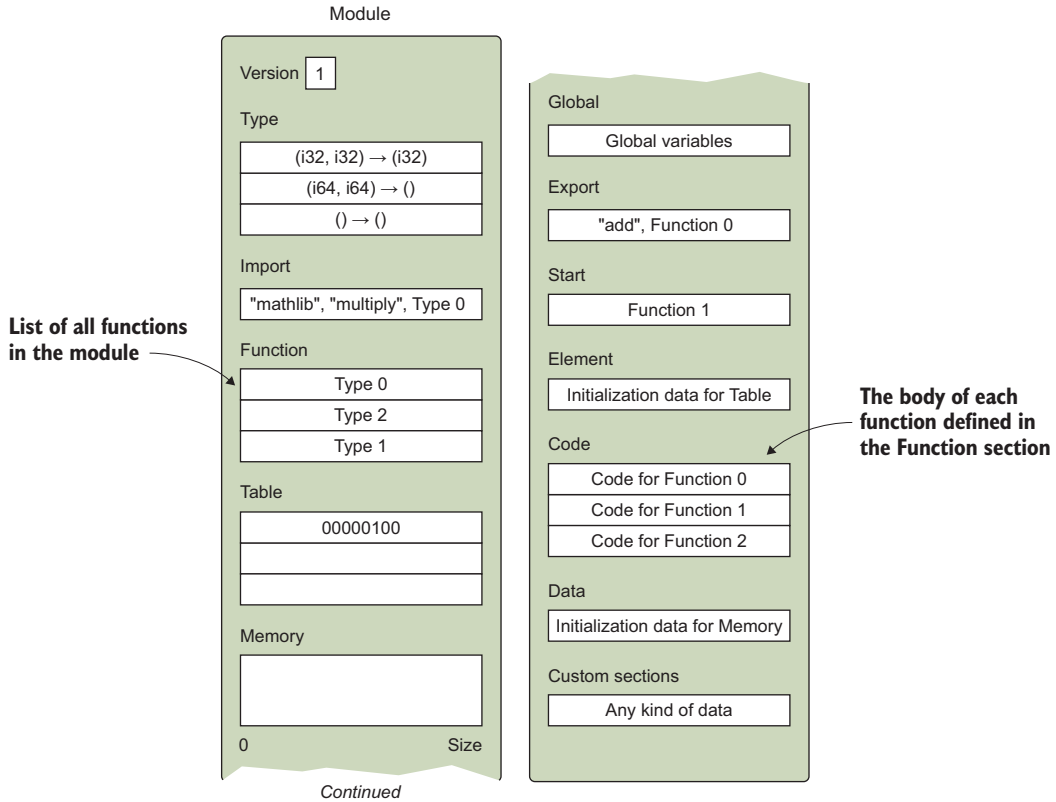 Module
Version 1
Type
(i32, i32) → (i32)
(i64, i64) → ()
() → ()
Import
"mathlib", "multiply", Type 0
List of all functions
in the module
Function
Type 0
Type 2
Type 1
Table
00000100
Memory
0 Size
Continued
Global
Global variables
Export
"add", Function 0
Start
Function 1
Element
Initialization data for Table
The body of each
function defined in
the Function section
Code
Code for Function 0
Code for Function 1
Code for Function 2
Data
Initialization data for Memory
Custom sections
Any kind of data